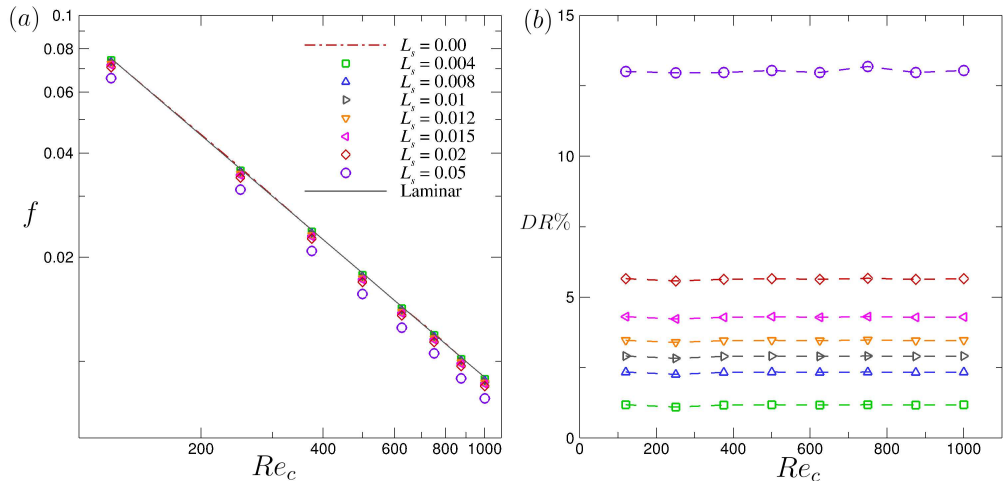 (a)
0.1
0.08
0.04
0.02
f
200
400
600
800
1000
Re_c
L_s = 0.00
L_s = 0.004
L_s = 0.008
L_s = 0.01
L_s = 0.012
L_s = 0.015
L_s = 0.02
L_s = 0.05
Laminar
(b)
15
10
DR%
5
0
0
200
400
600
800
1000
Re_c